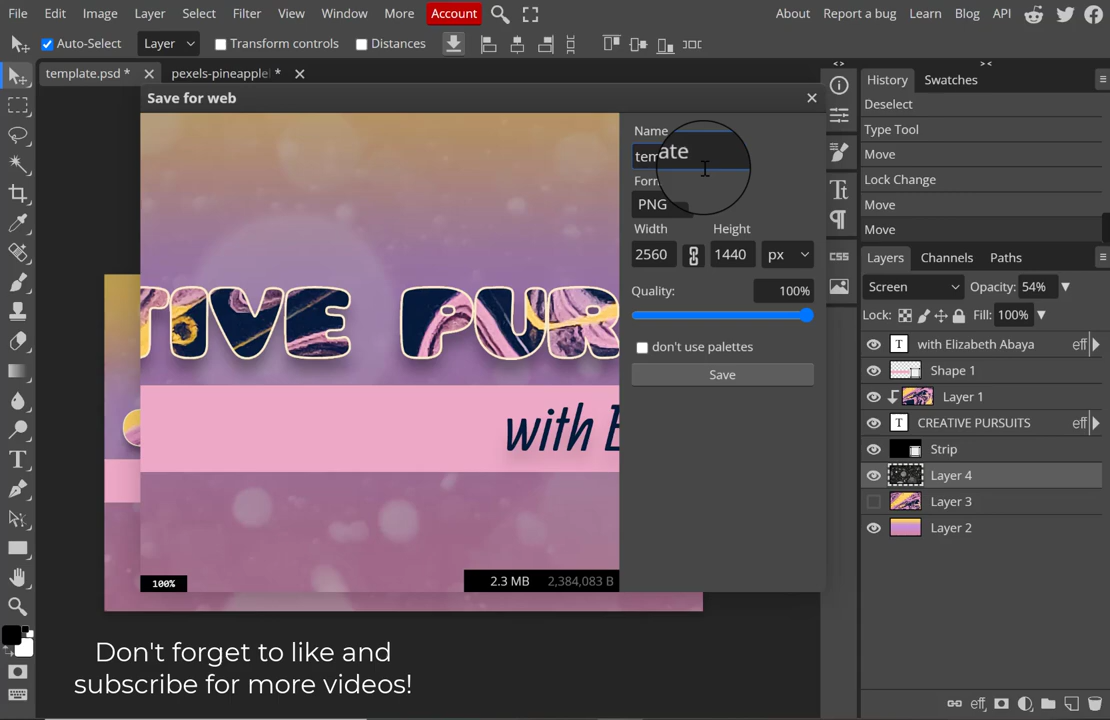 File Edit Image Layer Select Filter View Window More Account About Report a bug Learn Blog API
Auto-Select Layer Transform controls Distances
template.psd * pexels-pineapple *
Save for web
Name
ate
PNG
Width Height
2560 1440 px
Quality: 100%
don't use palettes
Save
TIVE PUR
with E
100% 2.3 MB 2,384,083 B
Don't forget to like and
subscribe for more videos!
CSS
History Swatches
Deselect
Type Tool
Move
Lock Change
Move
Move
Layers Channels Paths
Screen Opacity: 54%
Lock: Fill: 100%
T with Elizabeth Abaya eff
Shape 1
Layer 1
T CREATIVE PURSUITS eff
Strip
Layer 4
Layer 3
Layer 2
eff